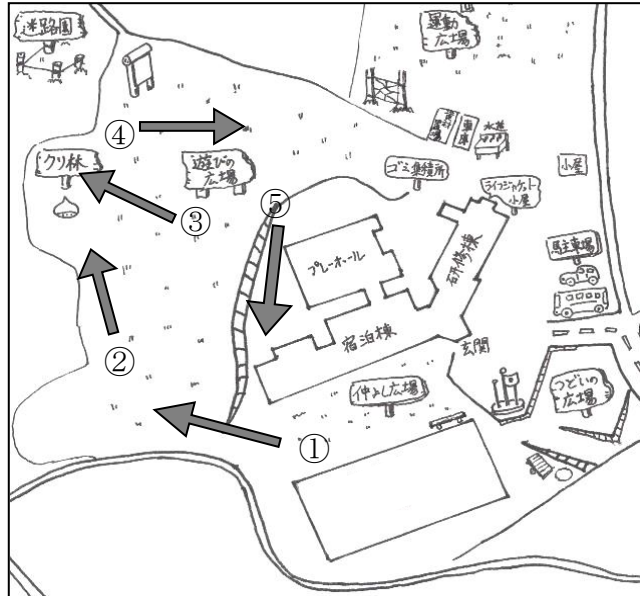 迷路園
運動
広場
④
クリ林
遊びの
広場
③
⑤
ゴミ集積所
水道
小屋
ライフジャケット
小屋
プレーホール
研修棟
駐車場
②
宿泊棟
玄関
仲よし広場
つどいの
広場
①